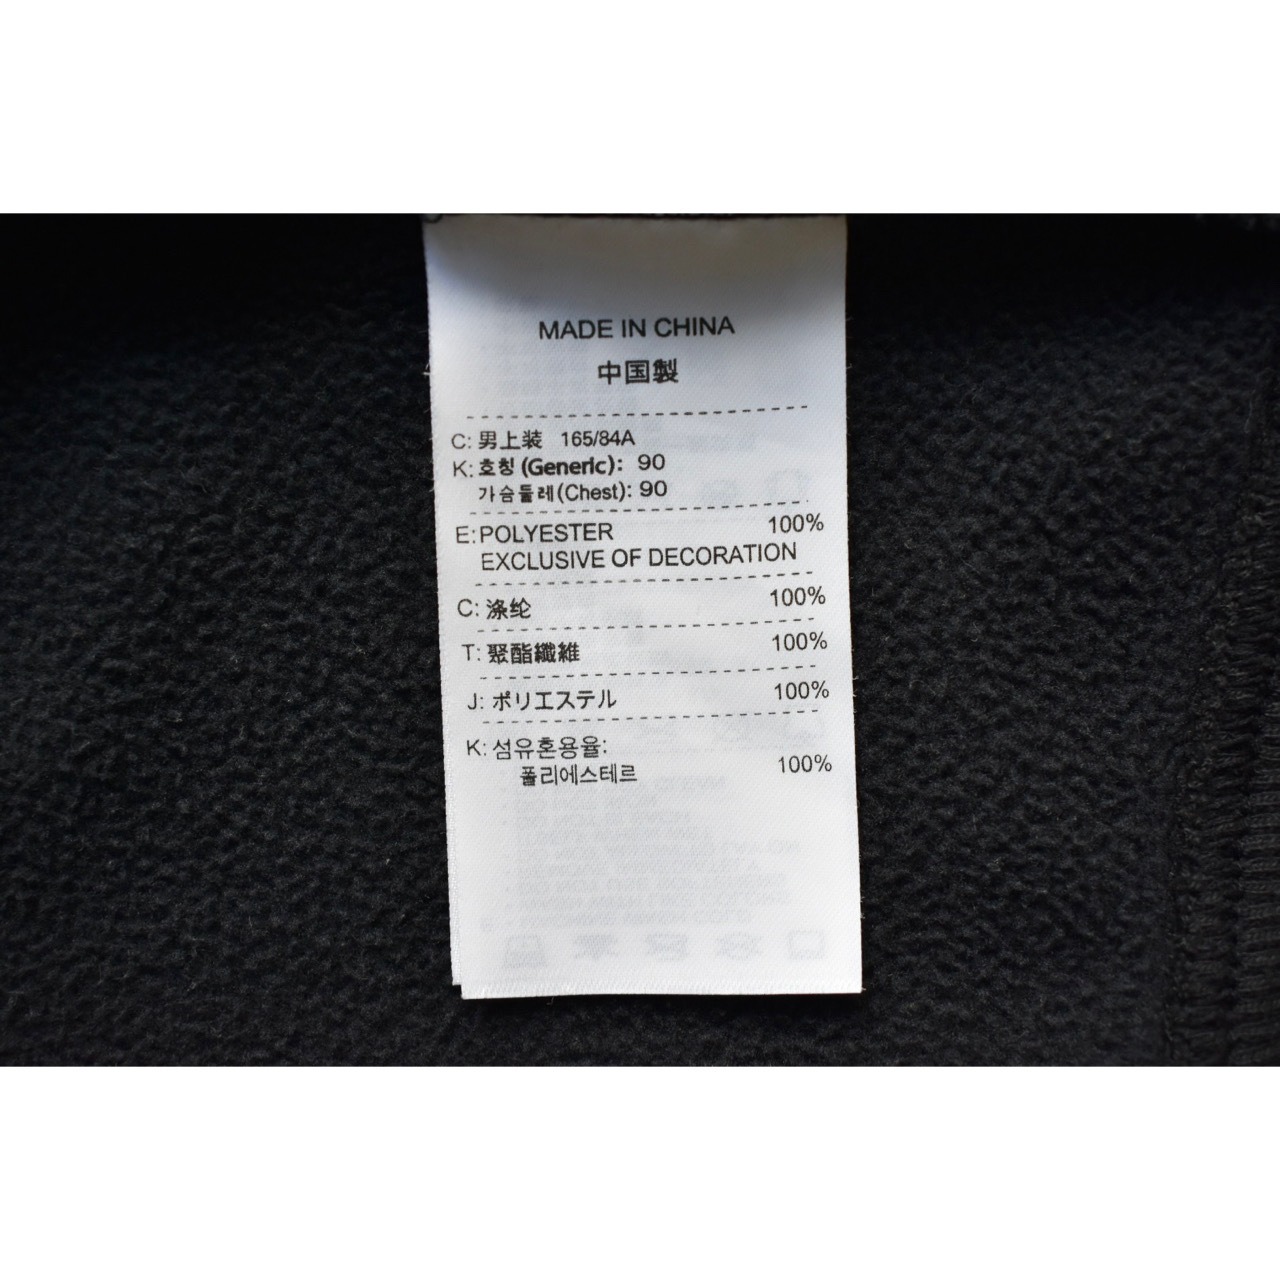 MADE IN CHINA
中国製
C: 男上装 165/84A
K: 호칭 (Generic): 90
가슴둘레(Chest): 90
E: POLYESTER 100%
EXCLUSIVE OF DECORATION
C: 涤纶 100%
T: 聚酯纖維 100%
J: ポリエステル 100%
K: 섬유혼용율:
폴리에스테르 100%